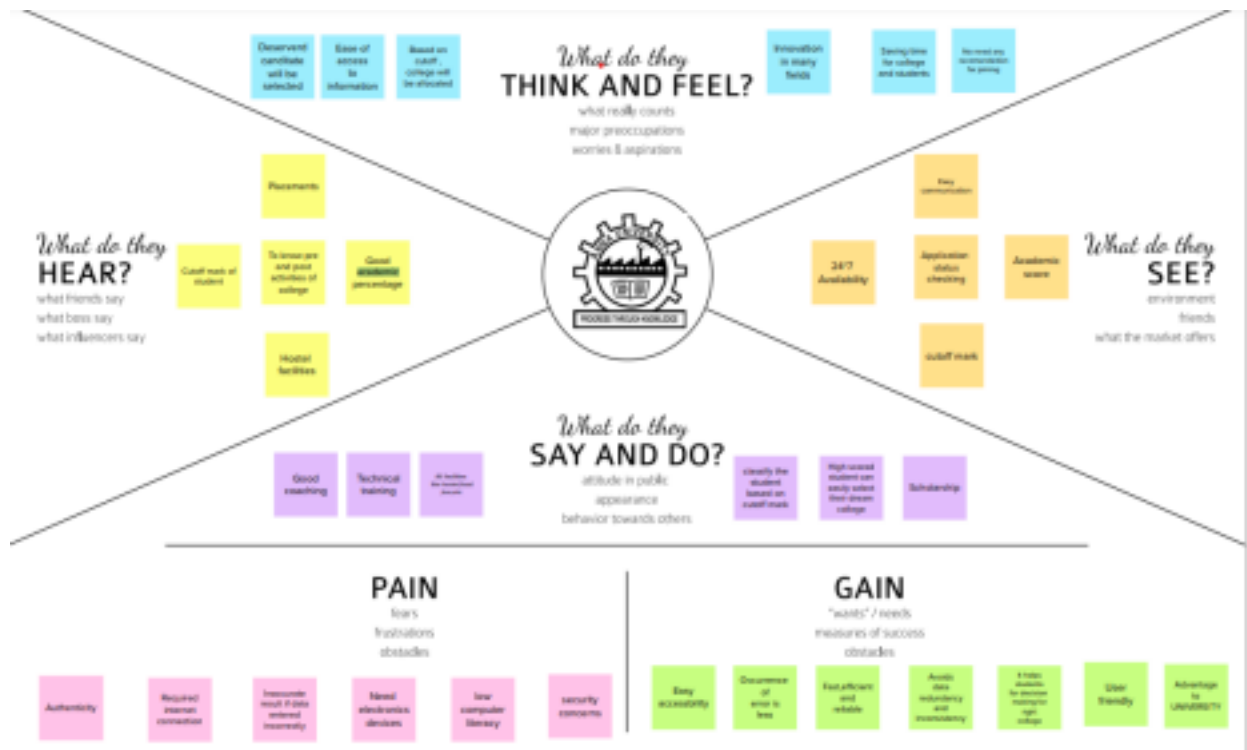 Deservand
candidate
will be
selected
Ease of
access
to
information
Based on
cutoff ,
college will
be allocated
What do they
THINK AND FEEL?
what really counts
major preoccupations
worries & aspirations
Innovation
in many
fields
Saving time
for college
and students
No need any
for joining
Placements
What do they
HEAR?
what friends say
what boss say
what influencers say
Cutoff mark of
student
To know pre
and post
activities of
college
Good
academic
percentage
Hostel
facilities
PROGRESS THROUGH KNOWLEDGE
Easy
communication
24*7
Availability
Application
status
checking
Academic
score
cutoff mark
What do they
SEE?
environment
friends
what the market offers
What do they
SAY AND DO?
attitude in public
appearance
behavior towards others
Good
coaching
Technical
training
classify the
student
based on
cutoff mark
High scored
student can
easily select
their dream
college
Scholarship
PAIN
fears
frustrations
obstacles
Authenticity
Required
internet
connection
Inaccurate
result if data
entered
incorrectly
Need
electronics
devices
low
computer
literacy
security
concerns
GAIN
"wants" / needs
measures of success
obstacles
Easy
accessibility
Occurrence
of
error is
less
Fast,efficient
and
reliable
Avoids
data
redundancy
and
inconsistency
It helps
students
for decision
making for
right
college
User
friendly
Advantage
to
UNIVERSITY